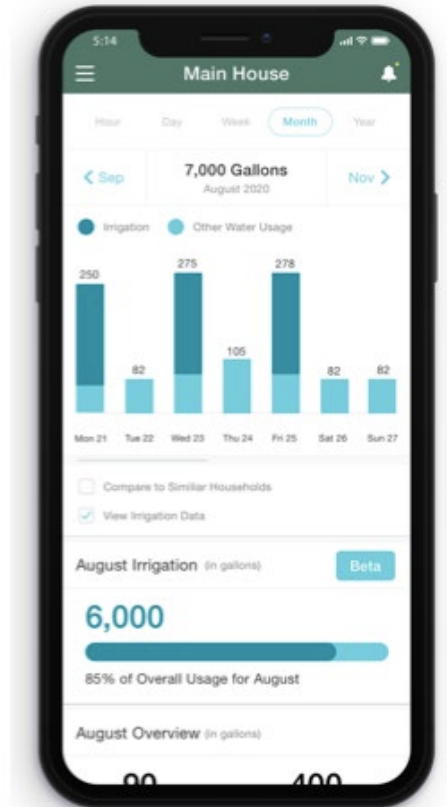 5:14
Main House
Hour Day Week Month Year
< Sep 7,000 Gallons Nov >
August 2020
Irrigation Other Water Usage
250 275 278
105
82 82 82
Mon 21 Tue 22 Wed 23 Thu 24 Fri 25 Sat 26 Sun 27
Compare to Similiar Households
View Irrigation Data
August Irrigation (in gallons) Beta
6,000
85% of Overall Usage for August
August Overview (in gallons)
90 400